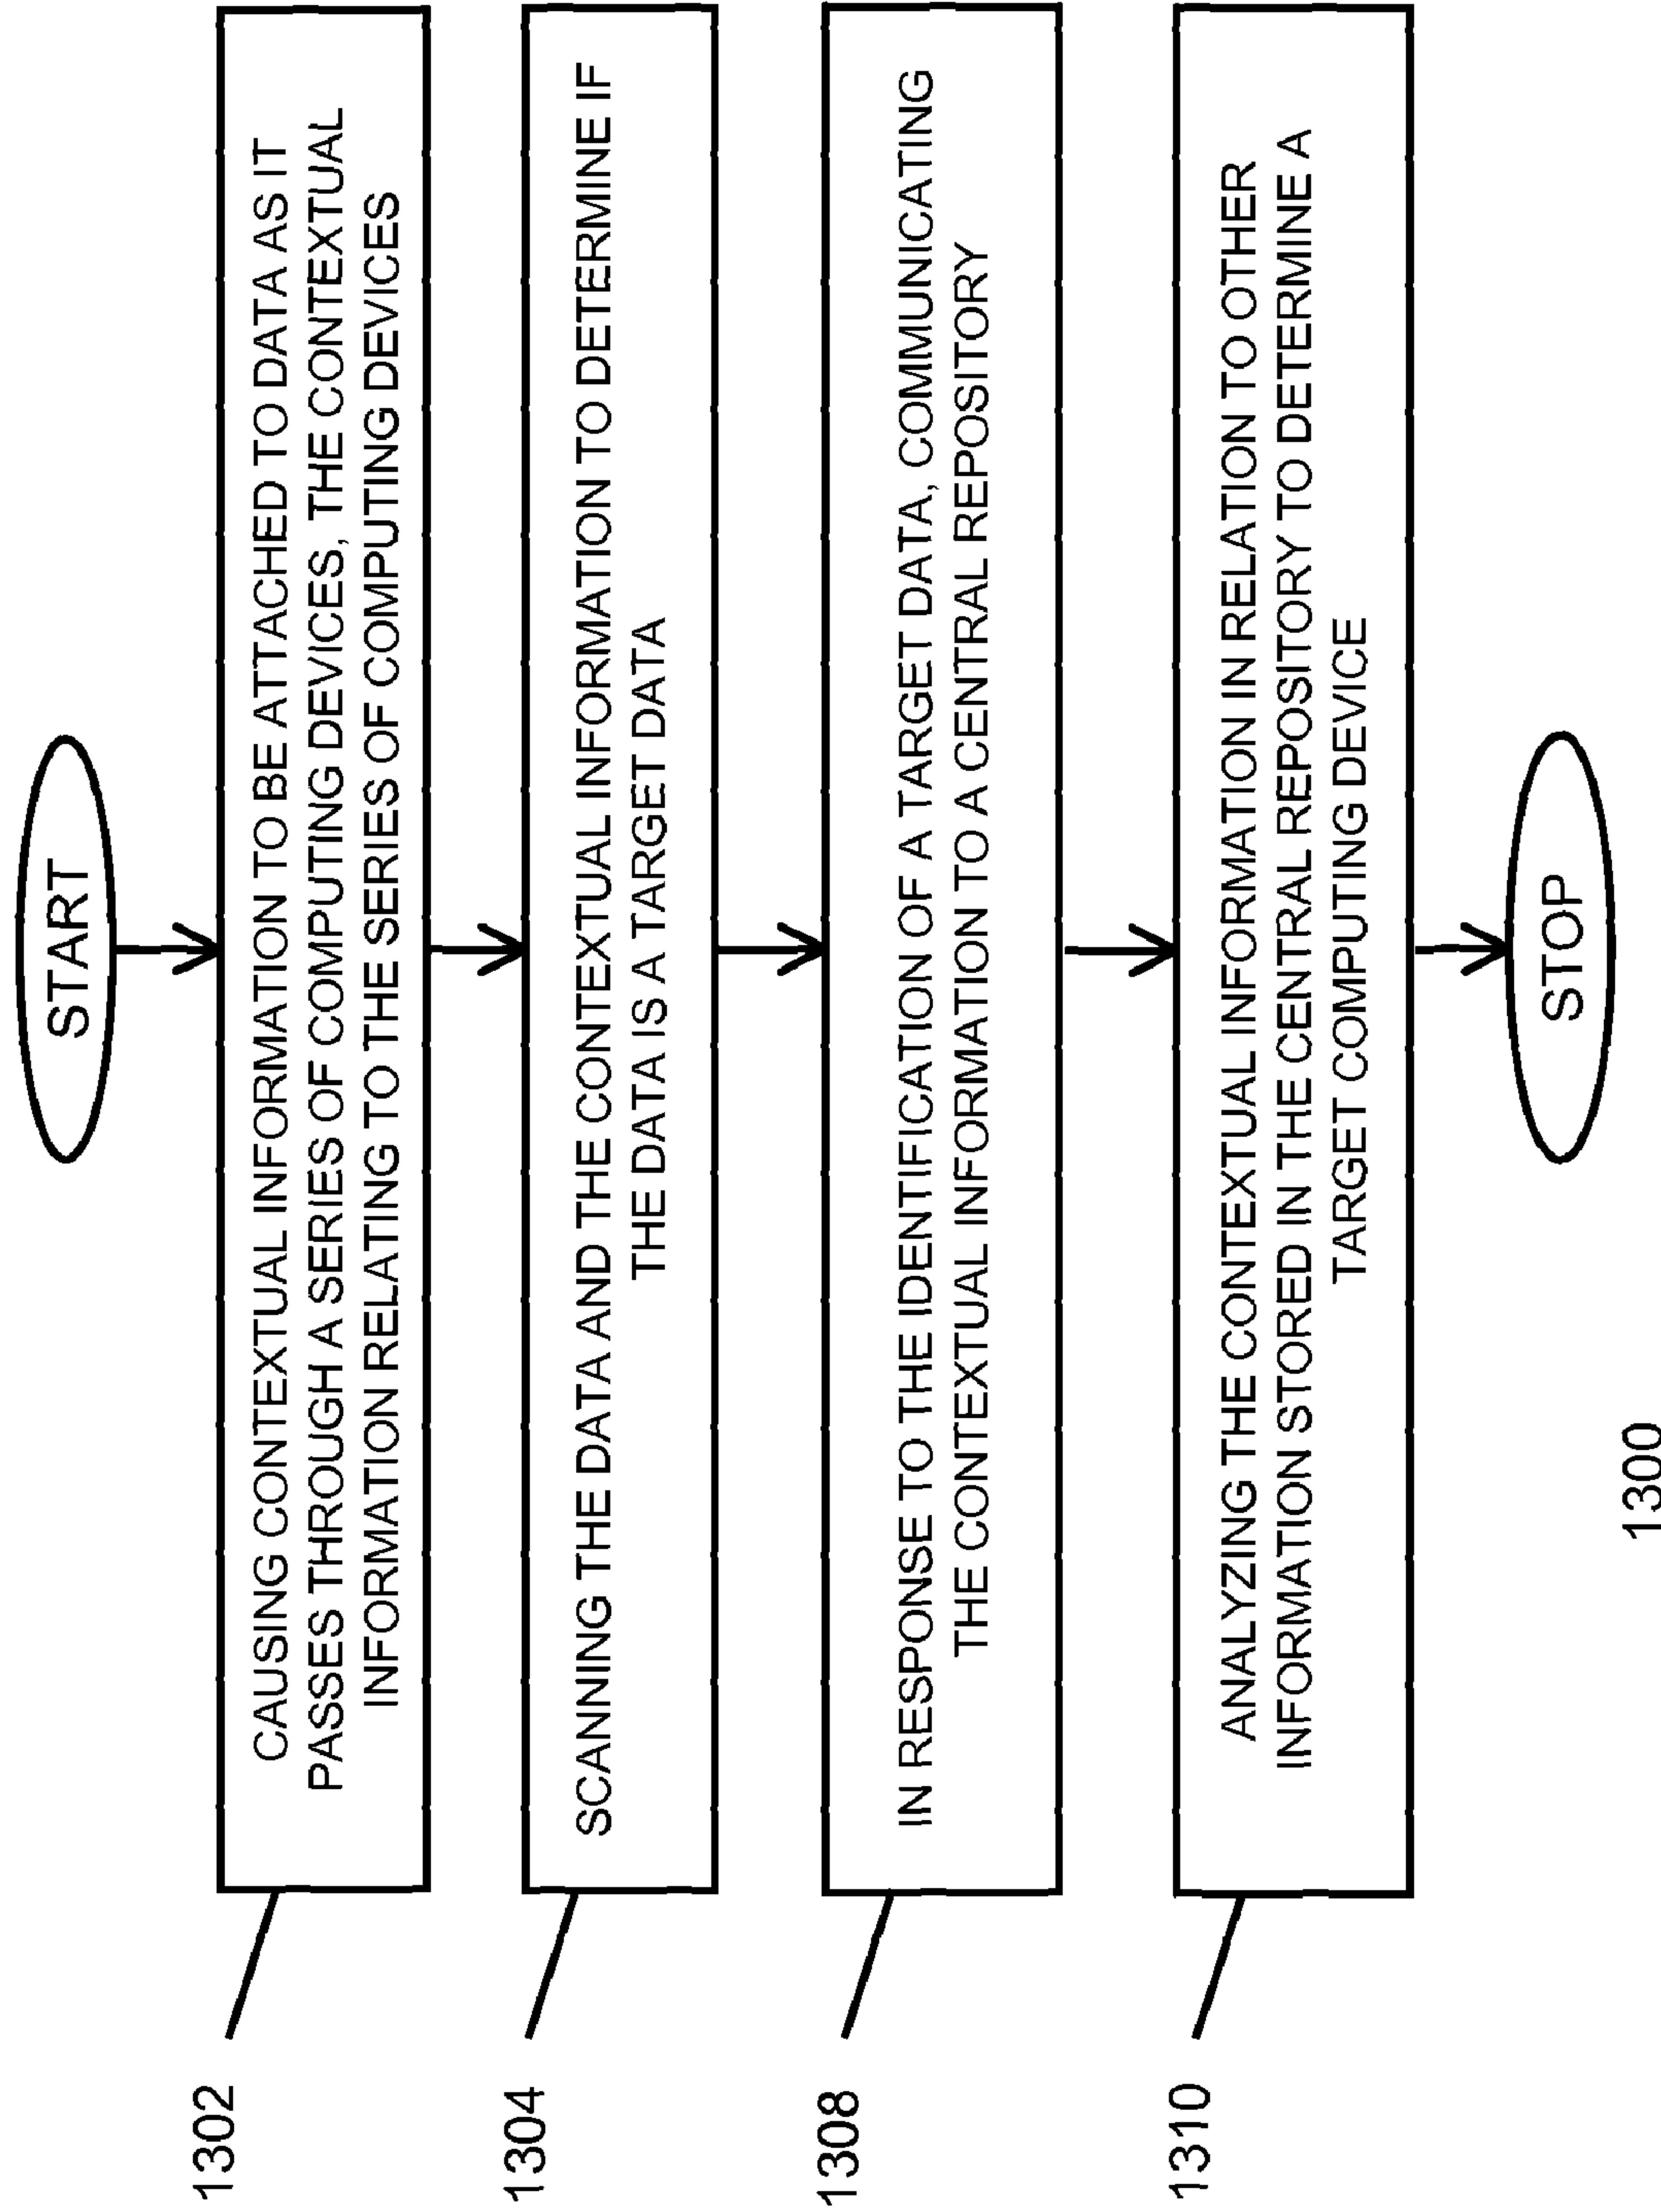 START
1302
CAUSING CONTEXTUAL INFORMATION TO BE ATTACHED TO DATA AS IT
PASSES THROUGH A SERIES OF COMPUTING DEVICES, THE CONTEXTUAL
INFORMATION RELATING TO THE SERIES OF COMPUTING DEVICES
1304
SCANNING THE DATA AND THE CONTEXTUAL INFORMATION TO DETERMINE IF
THE DATA IS A TARGET DATA
1308
IN RESPONSE TO THE IDENTIFICATION OF A TARGET DATA, COMMUNICATING
THE CONTEXTUAL INFORMATION TO A CENTRAL REPOSITORY
1310
ANALYZING THE CONTEXTUAL INFORMATION IN RELATION TO OTHER
INFORMATION STORED IN THE CENTRAL REPOSITORY TO DETERMINE A
TARGET COMPUTING DEVICE
STOP
1300